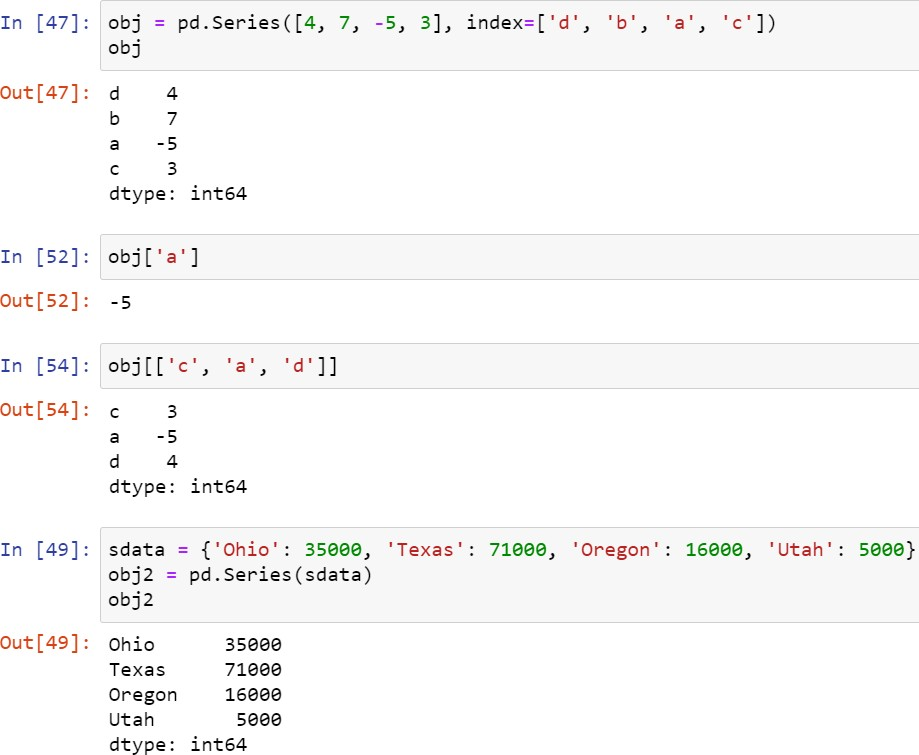 In [47]: obj = pd.Series([4, 7, -5, 3], index=['d', 'b', 'a', 'c'])
obj
Out[47]: d    4
b    7
a   -5
c    3
dtype: int64
In [52]: obj['a']
Out[52]: -5
In [54]: obj[['c', 'a', 'd']]
Out[54]: c    3
a   -5
d    4
dtype: int64
In [49]: sdata = {'Ohio': 35000, 'Texas': 71000, 'Oregon': 16000, 'Utah': 5000}
obj2 = pd.Series(sdata)
obj2
Out[49]: Ohio      35000
Texas     71000
Oregon    16000
Utah       5000
dtype: int64